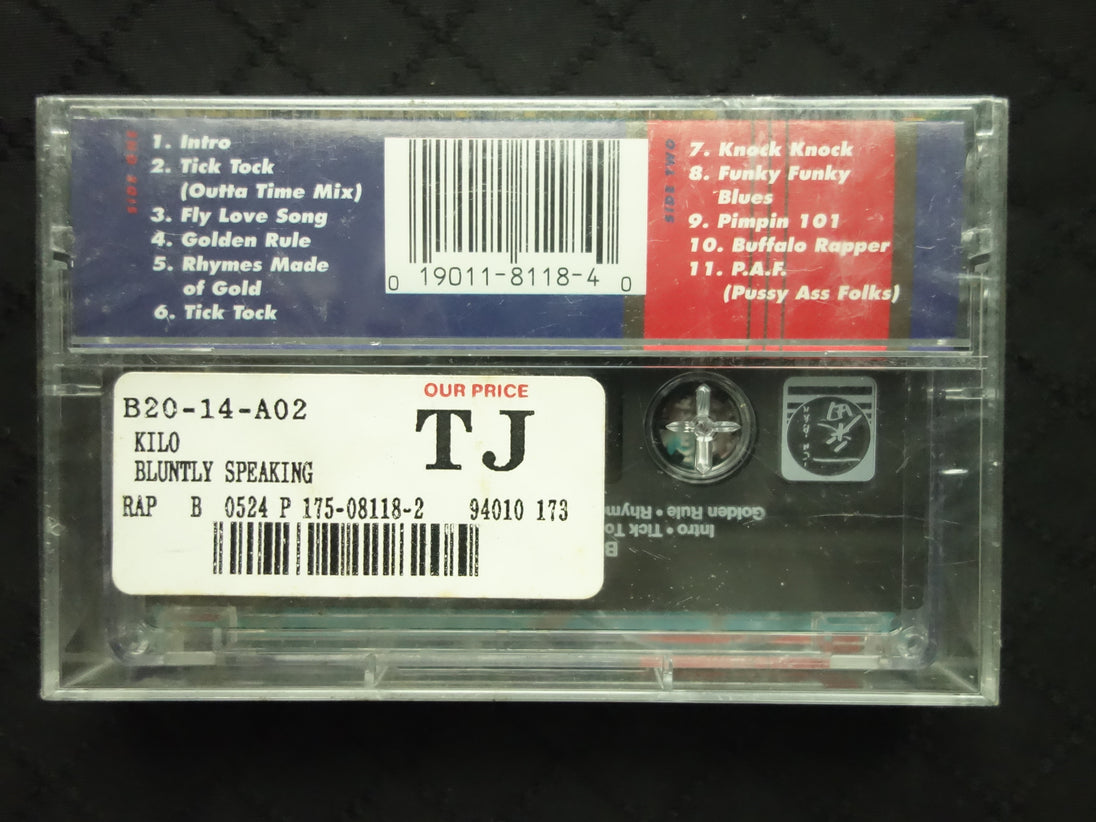 SIDE ONE
1. Intro
2. Tick Tock
(Outta Time Mix)
3. Fly Love Song
4. Golden Rule
5. Rhymes Made
of Gold
6. Tick Tock
0 19011-8118-4 0
SIDE TWO
7. Knock Knock
8. Funky Funky
Blues
9. Pimpin 101
10. Buffalo Rapper
11. P.A.F.
(Pussy Ass Folks)
OUR PRICE
B20-14-A02
TJ
KILO
BLUNTLY SPEAKING
RAP B 0524 P 175-08118-2 94010 173
Intro • Tick
Golden Rule •